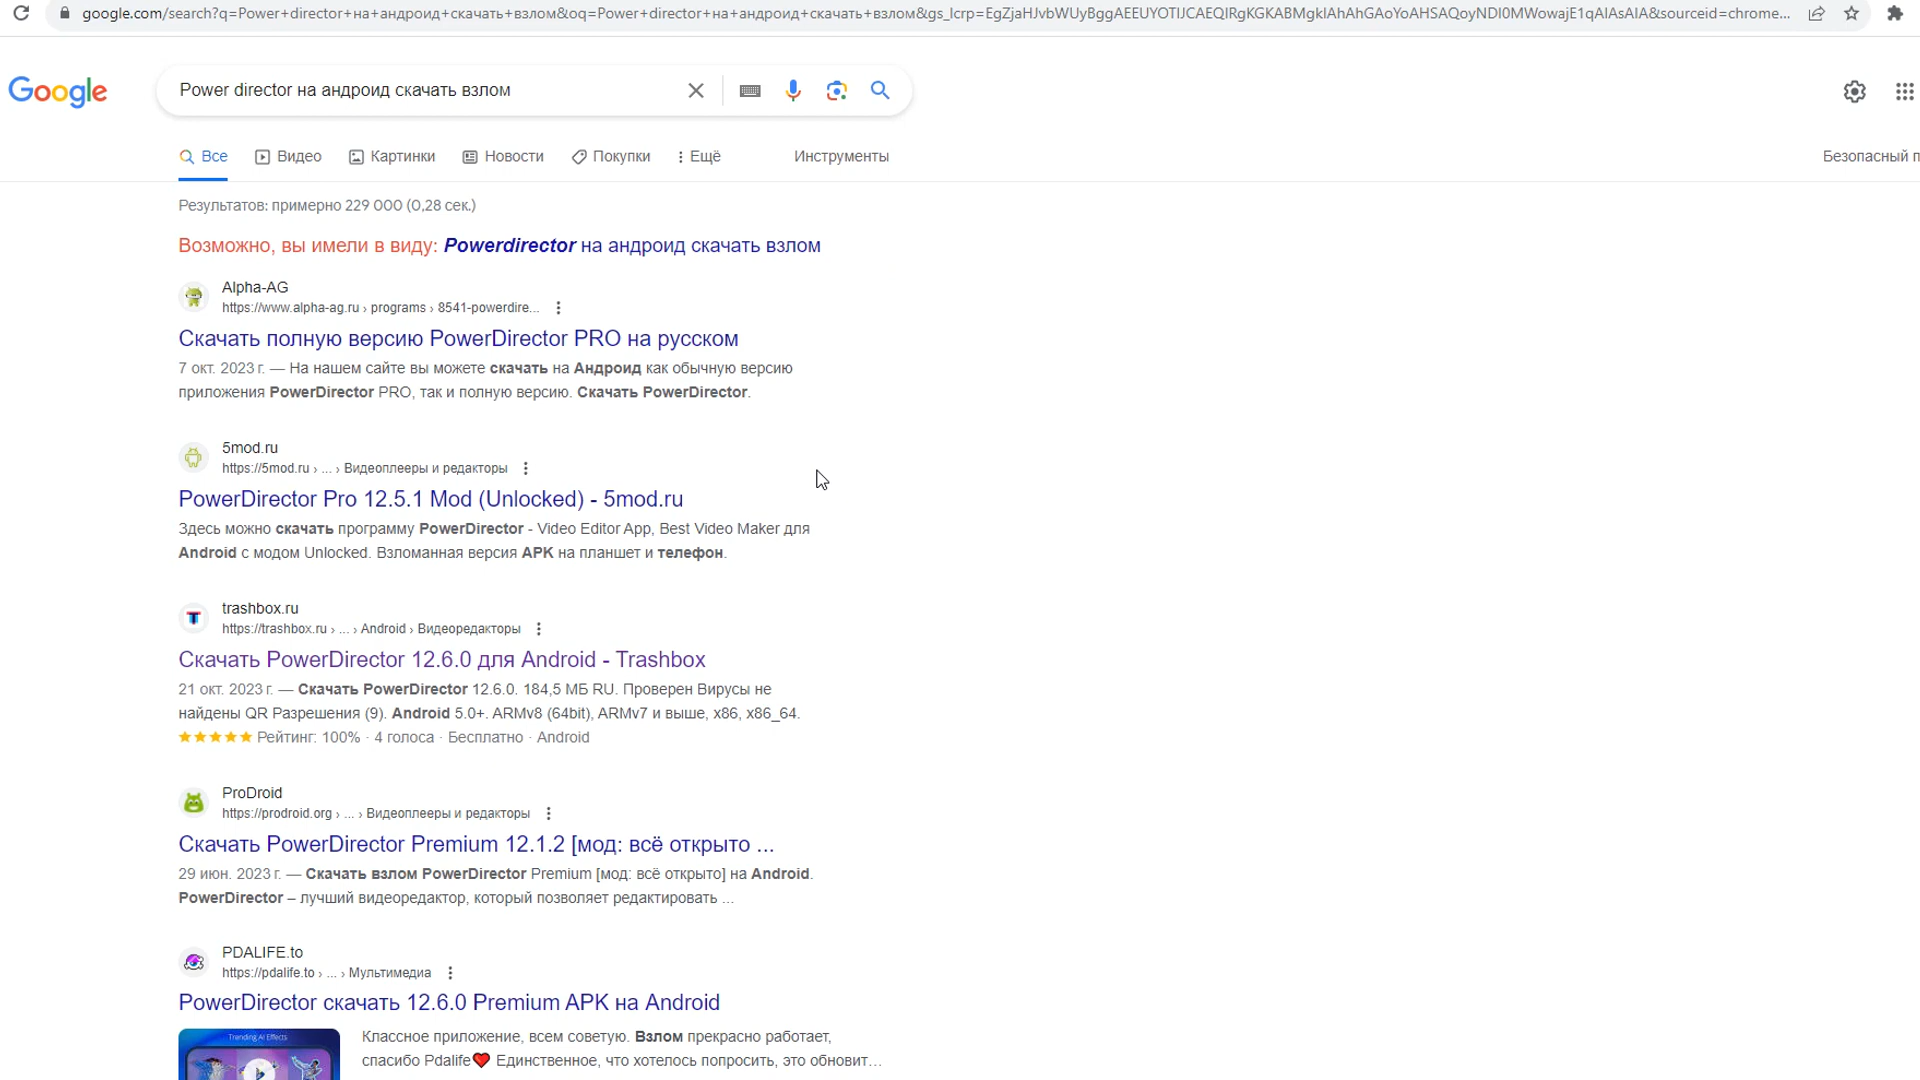 google.com/search?q=Power+director+на+андроид+скачать+взлом&oq=Power+director+на+андроид+скачать+взлом&gs_lcrp=EgZjaHJvbWUyBggAEEUYOTIJCAEQIRgKGKABMgkIAhAhGAoYoAHSAQoyNDI0MWowajE1qAIAsAIA&sourceid=chrome...
Google
Power director на андроид скачать взлом
Все Видео Картинки Новости Покупки Ещё Инструменты Безопасный п
Результатов: примерно 229 000 (0,28 сек.)
Возможно, вы имели в виду: Powerdirector на андроид скачать взлом
Alpha-AG
https://www.alpha-ag.ru › programs › 8541-powerdire...
Скачать полную версию PowerDirector PRO на русском
7 окт. 2023 г. — На нашем сайте вы можете скачать на Андроид как обычную версию
приложения PowerDirector PRO, так и полную версию. Скачать PowerDirector.
5mod.ru
https://5mod.ru › ... › Видеоплееры и редакторы
PowerDirector Pro 12.5.1 Mod (Unlocked) - 5mod.ru
Здесь можно скачать программу PowerDirector - Video Editor App, Best Video Maker для
Android с модом Unlocked. Взломанная версия APK на планшет и телефон.
trashbox.ru
https://trashbox.ru › ... › Android › Видеоредакторы
Скачать PowerDirector 12.6.0 для Android - Trashbox
21 окт. 2023 г. — Скачать PowerDirector 12.6.0. 184,5 МБ RU. Проверен Вирусы не
найдены QR Разрешения (9). Android 5.0+. ARMv8 (64bit), ARMv7 и выше, x86, x86_64.
Рейтинг: 100% · 4 голоса · Бесплатно · Android
ProDroid
https://prodroid.org › ... › Видеоплееры и редакторы
Скачать PowerDirector Premium 12.1.2 [мод: всё открыто ...
29 июн. 2023 г. — Скачать взлом PowerDirector Premium [мод: всё открыто] на Android.
PowerDirector – лучший видеоредактор, который позволяет редактировать ...
PDALIFE.to
https://pdalife.to › ... › Мультимедиа
PowerDirector скачать 12.6.0 Premium APK на Android
Trending AI Effects
Классное приложение, всем советую. Взлом прекрасно работает,
спасибо Pdalife❤️ Единственное, что хотелось попросить, это обновит...